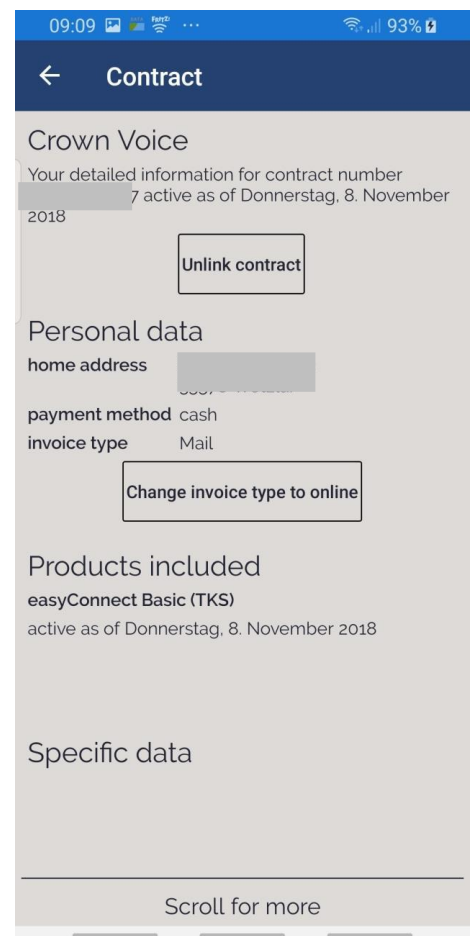 09:09 ... 93%
Contract
Crown Voice
Your detailed information for contract number
7 active as of Donnerstag, 8. November
2018
Unlink contract
Personal data
home address
payment method cash
invoice type Mail
Change invoice type to online
Products included
easyConnect Basic (TKS)
active as of Donnerstag, 8. November 2018
Specific data
Scroll for more